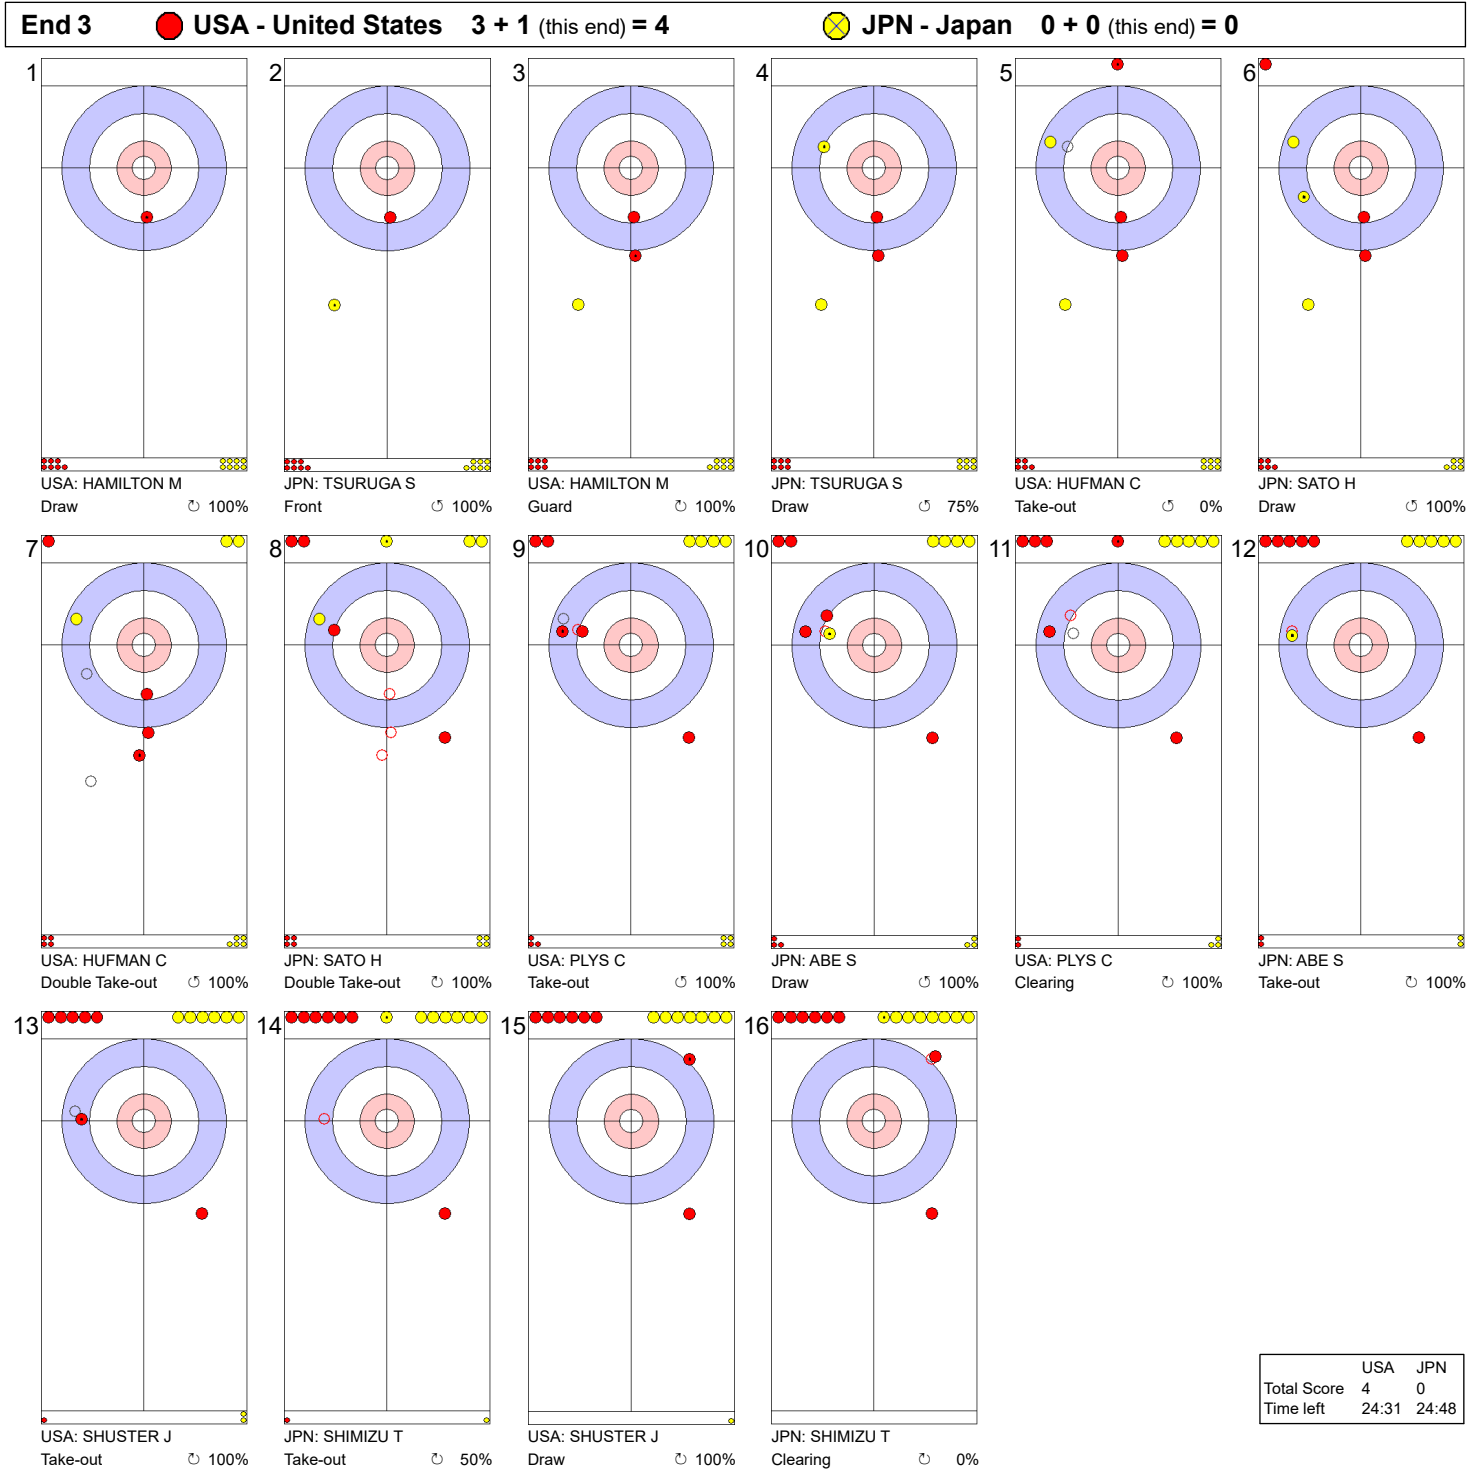 End 3 USA - United States 3 + 1 (this end) = 4 JPN - Japan 0 + 0 (this end) = 0
1 2 3 4 5 6
USA: HAMILTON M JPN: TSURUGA S USA: HAMILTON M JPN: TSURUGA S USA: HUFMAN C JPN: SATO H
Draw ↻ 100% Front ↺ 100% Guard ↻ 100% Draw ↺ 75% Take-out ↺ 0% Draw ↻ 100%
7 8 9 10 11 12
USA: HUFMAN C JPN: SATO H USA: PLYS C JPN: ABE S USA: PLYS C JPN: ABE S
Double Take-out ↺ 100% Double Take-out ↻ 100% Take-out ↺ 100% Draw ↺ 100% Clearing ↻ 100% Take-out ↻ 100%
13 14 15 16
USA: SHUSTER J JPN: SHIMIZU T USA: SHUSTER J JPN: SHIMIZU T
Take-out ↻ 100% Take-out ↻ 50% Draw ↻ 100% Clearing ↻ 0%
USA JPN
Total Score 4 0
Time left 24:31 24:48